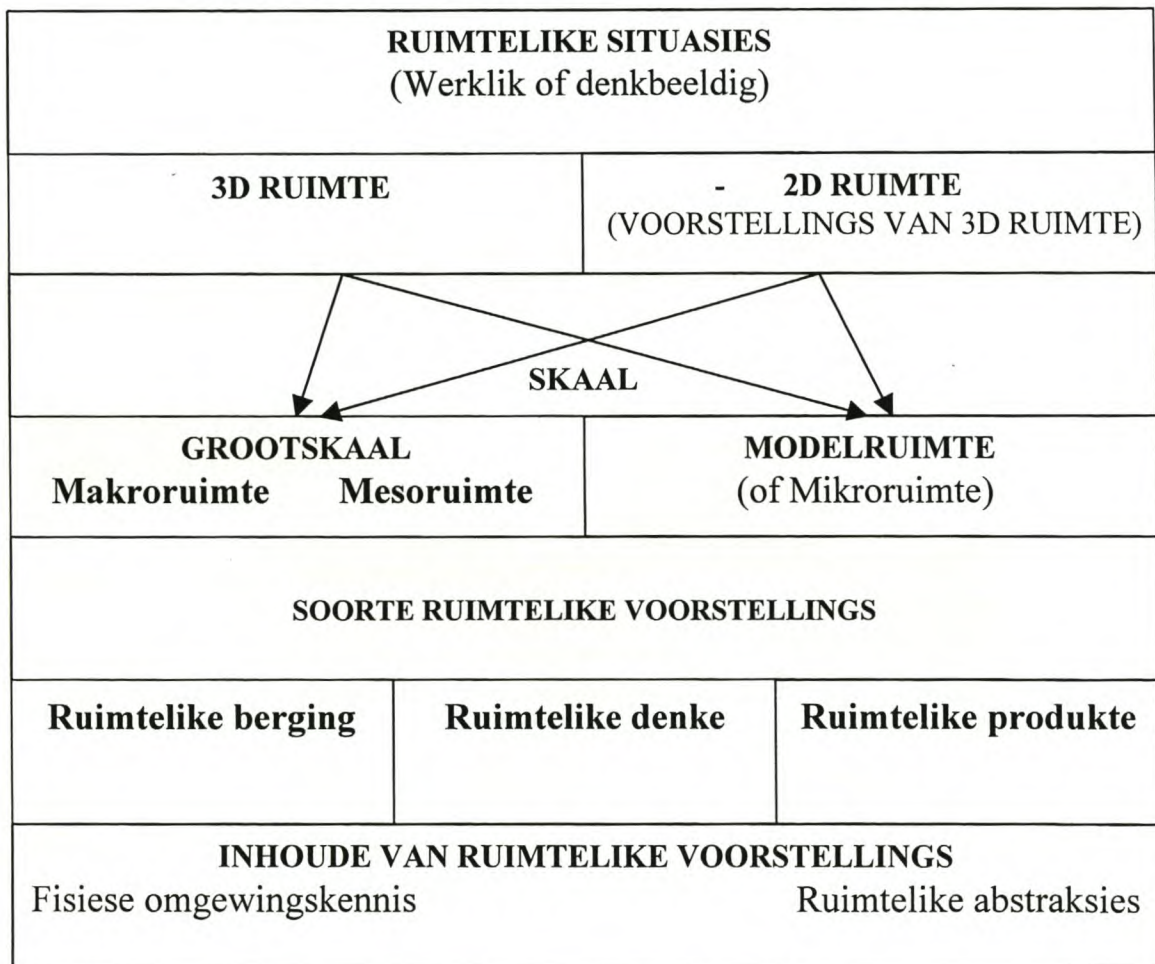 RUIMTELIKE SITUASIES
(Werklik of denkbeeldig)
3D RUIMTE
- 2D RUIMTE
(VOORSTELLINGS VAN 3D RUIMTE)
SKAAL
GROOTSKAAL
Makroruimte Mesoruimte
MODELRUIMTE
(of Mikroruimte)
SOORTE RUIMTELIKE VOORSTELLINGS
Ruimtelike berging
Ruimtelike denke
Ruimtelike produkte
INHOUDE VAN RUIMTELIKE VOORSTELLINGS
Fisiese omgewingskennis
Ruimtelike abstraksies